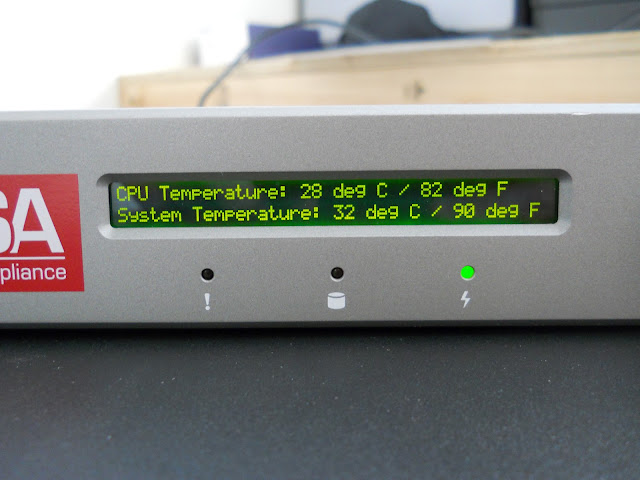 CPU Temperature: 28 deg C / 82 deg F
System Temperature: 32 deg C / 90 deg F
SA
pliance
!